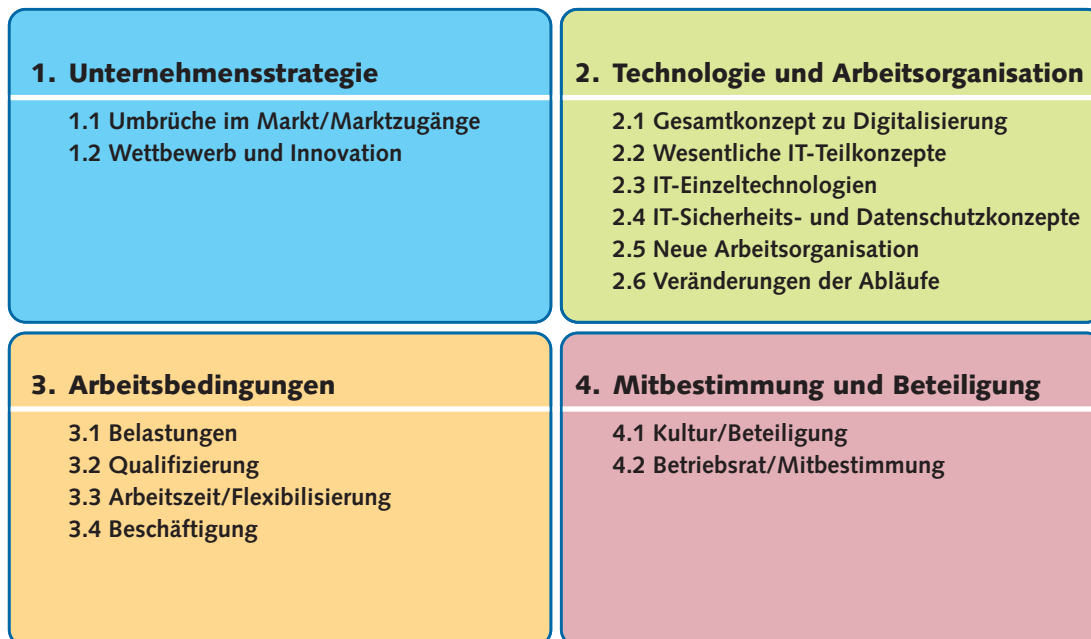 1. Unternehmensstrategie
1.1 Umbrüche im Markt/Marktzugänge
1.2 Wettbewerb und Innovation
2. Technologie und Arbeitsorganisation
2.1 Gesamtkonzept zu Digitalisierung
2.2 Wesentliche IT-Teilkonzepte
2.3 IT-Einzeltechnologien
2.4 IT-Sicherheits- und Datenschutzkonzepte
2.5 Neue Arbeitsorganisation
2.6 Veränderungen der Abläufe
3. Arbeitsbedingungen
3.1 Belastungen
3.2 Qualifizierung
3.3 Arbeitszeit/Flexibilisierung
3.4 Beschäftigung
4. Mitbestimmung und Beteiligung
4.1 Kultur/Beteiligung
4.2 Betriebsrat/Mitbestimmung